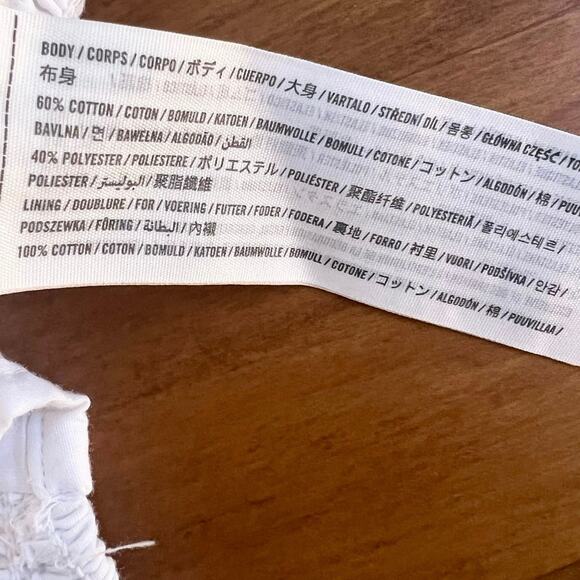 BODY / CORPS / CORPO / ボディ / CUERPO / 大身 / VARTALO / STŘEDNÍ DÍL / 몸통 / GŁÓWNA CZĘŚĆ /
布身
60% COTTON / COTON / BOMULD / KATOEN / BAUMWOLLE / BOMULL / COTONE / コットン / ALGODÓN / 棉 /
BAVLNA / 면 / BAWEŁNA / ALGODÃO / القطن /
40% POLYESTER / POLIESTERE / ポリエステル / POLIÉSTER / 聚酯纤维 / POLYESTERIÄ / 폴리에스테르 /
POLIESTER / البوليستر / 聚脂纖維
LINING / DOUBLURE / FOR / VOERING / FUTTER / FODER / FODERA / 裏地 / FORRO / 衬里 / VUORI / PODŠÍVKA / 안감 /
PODSZEWKA / FÔRING / البطانة / 內襯
100% COTTON / COTON / BOMULD / KATOEN / BAUMWOLLE / BOMULL / COTONE / コットン / ALGODÓN / 棉 / PUUVILLAA /